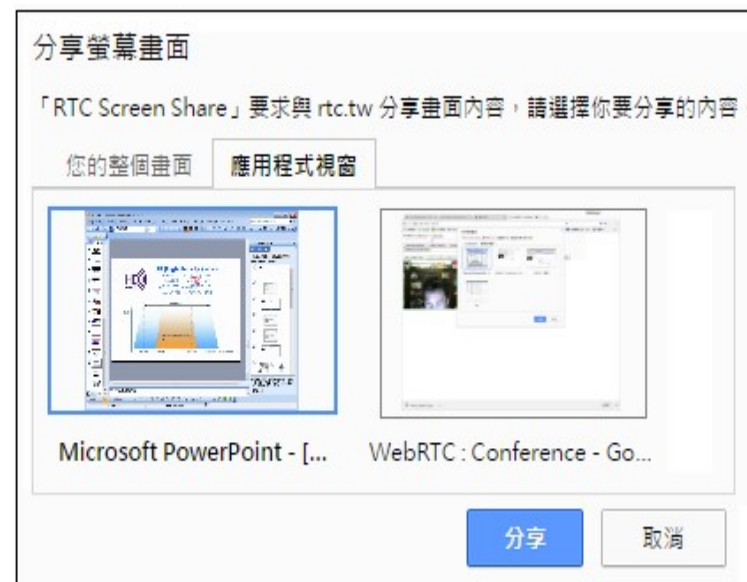 分享螢幕畫面
「RTC Screen Share」要求與 rtc.tw 分享畫面內容，請選擇你要分享的內容
您的整個畫面 應用程式視窗
Microsoft PowerPoint - [... WebRTC : Conference - Go...
分享 取消